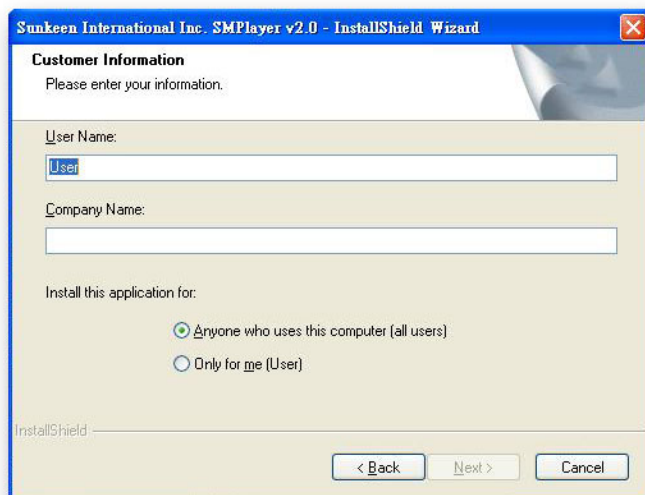 Sunkeen International Inc. SMPlayer v2.0 - InstallShield Wizard
Customer Information
Please enter your information.
User Name:
User
Company Name:
Install this application for:
Anyone who uses this computer (all users)
Only for me (User)
InstallShield
< Back
Next >
Cancel